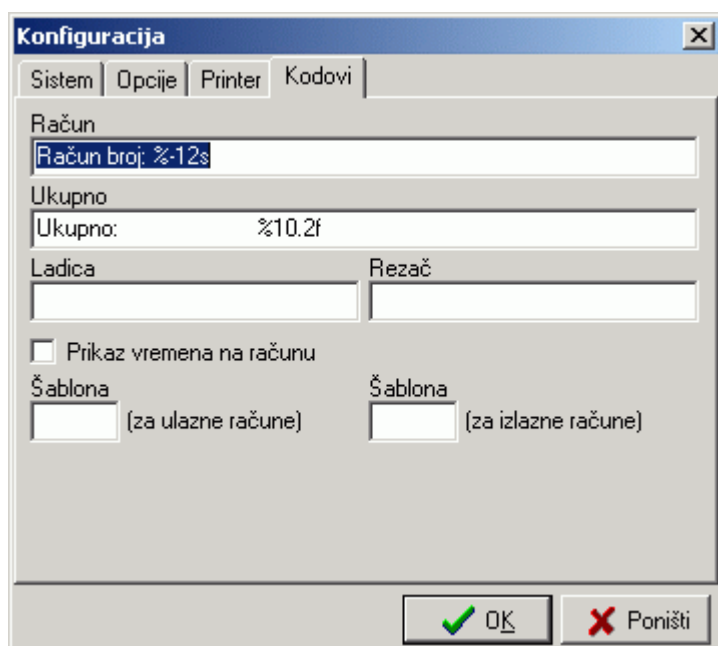 Konfiguracija
Sistem Opcije Printer Kodovi
Račun
Račun broj: %-12s
Ukupno
Ukupno: %10.2f
Ladica Rezač
Prikaz vremena na računu
Šablona Šablona
(za ulazne račune) (za izlazne račune)
OK Poništi